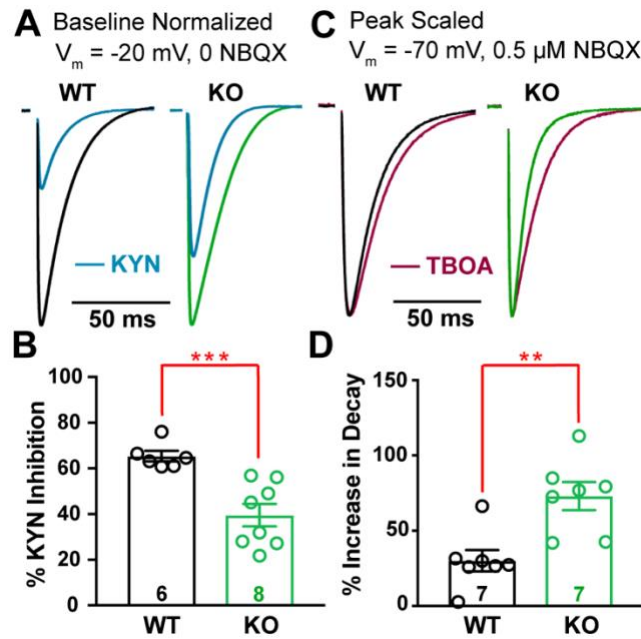 A Baseline Normalized
Vm = -20 mV, 0 NBQX
WT KO
KYN
50 ms
C Peak Scaled
Vm = -70 mV, 0.5 µM NBQX
WT KO
TBOA
50 ms
B
***
% KYN Inhibition
100
80
60
40
20
0
6 8
WT KO
D
**
% Increase in Decay
150
100
50
0
7 7
WT KO